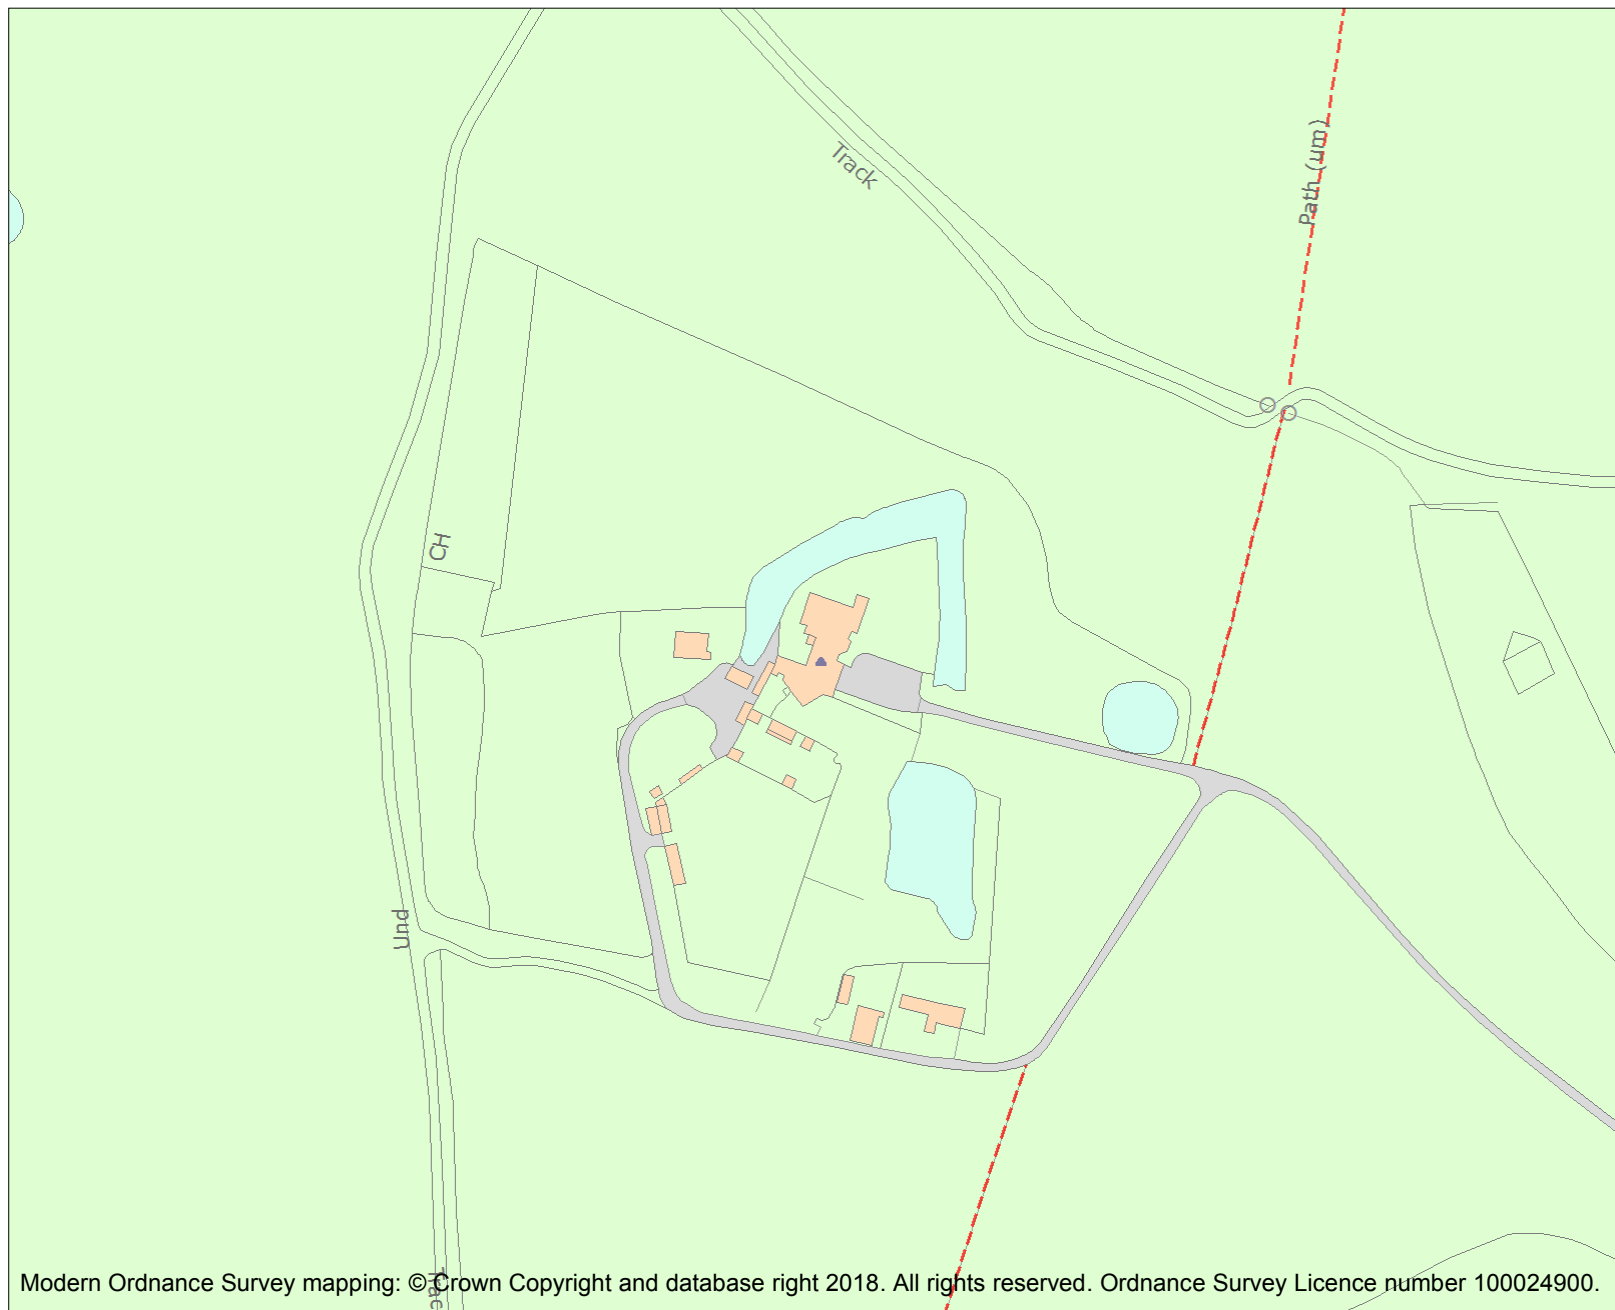 Track
Path (um)
CH
Und
Modern Ordnance Survey mapping: © Crown Copyright and database right 2018. All rights reserved. Ordnance Survey Licence number 100024900.